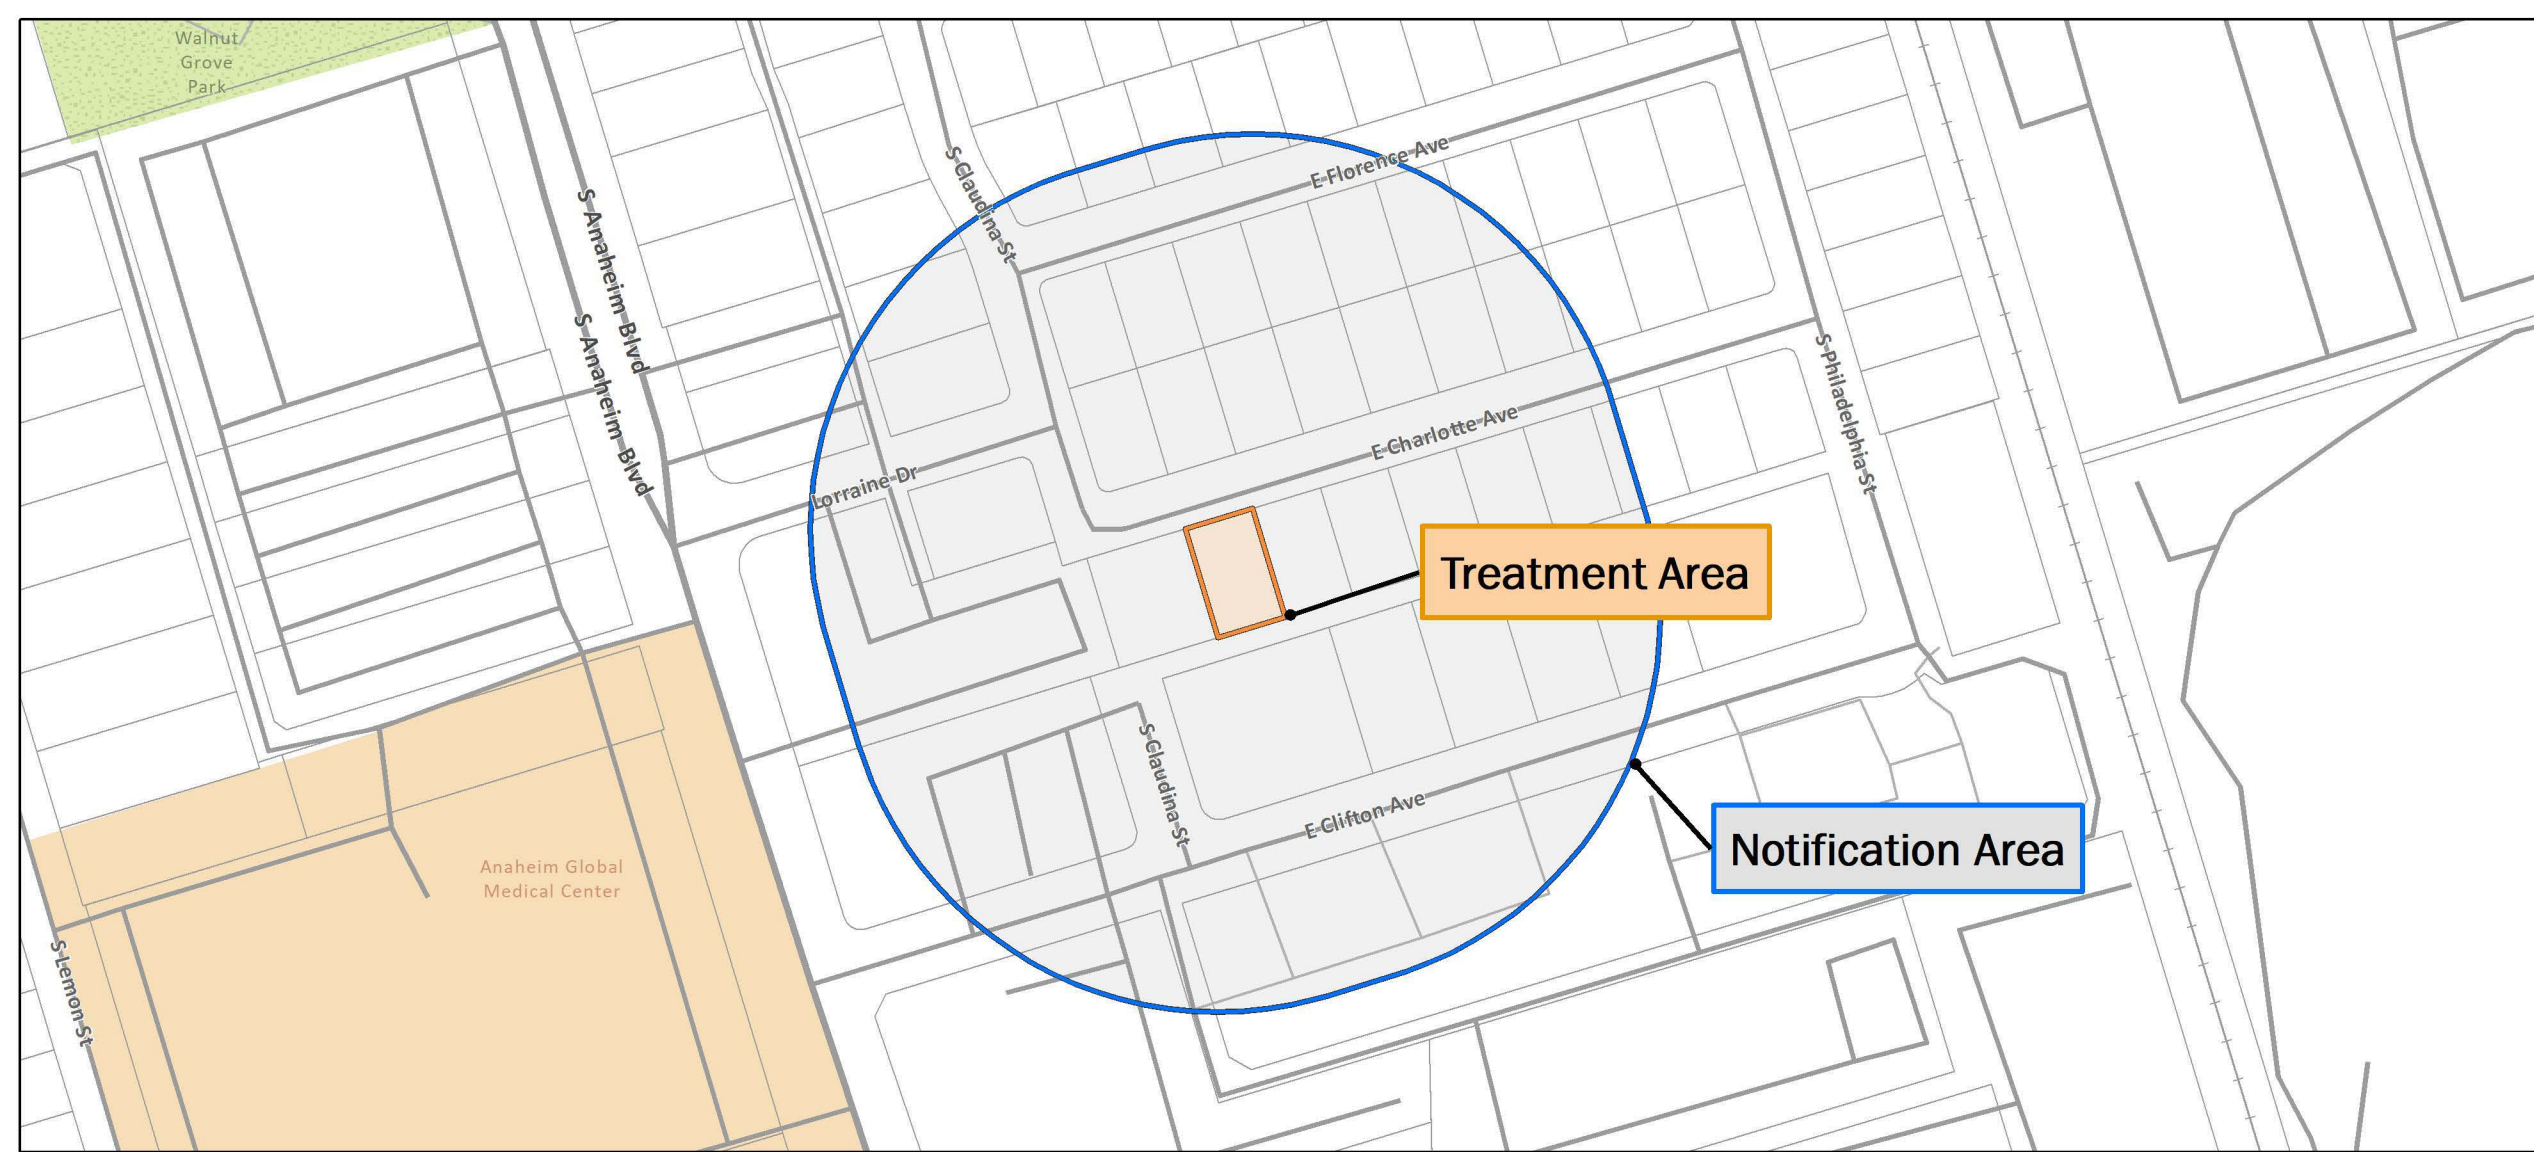 Walnut
Grove
Park
S Anaheim Blvd
S Anaheim Blvd
S Claudina St
E Florence Ave
E Charlotte Ave
S Philadelphia St
Lorraine Dr
Treatment Area
S Claudina St
E Clifton Ave
Notification Area
Anaheim Global
Medical Center
S Lemon St